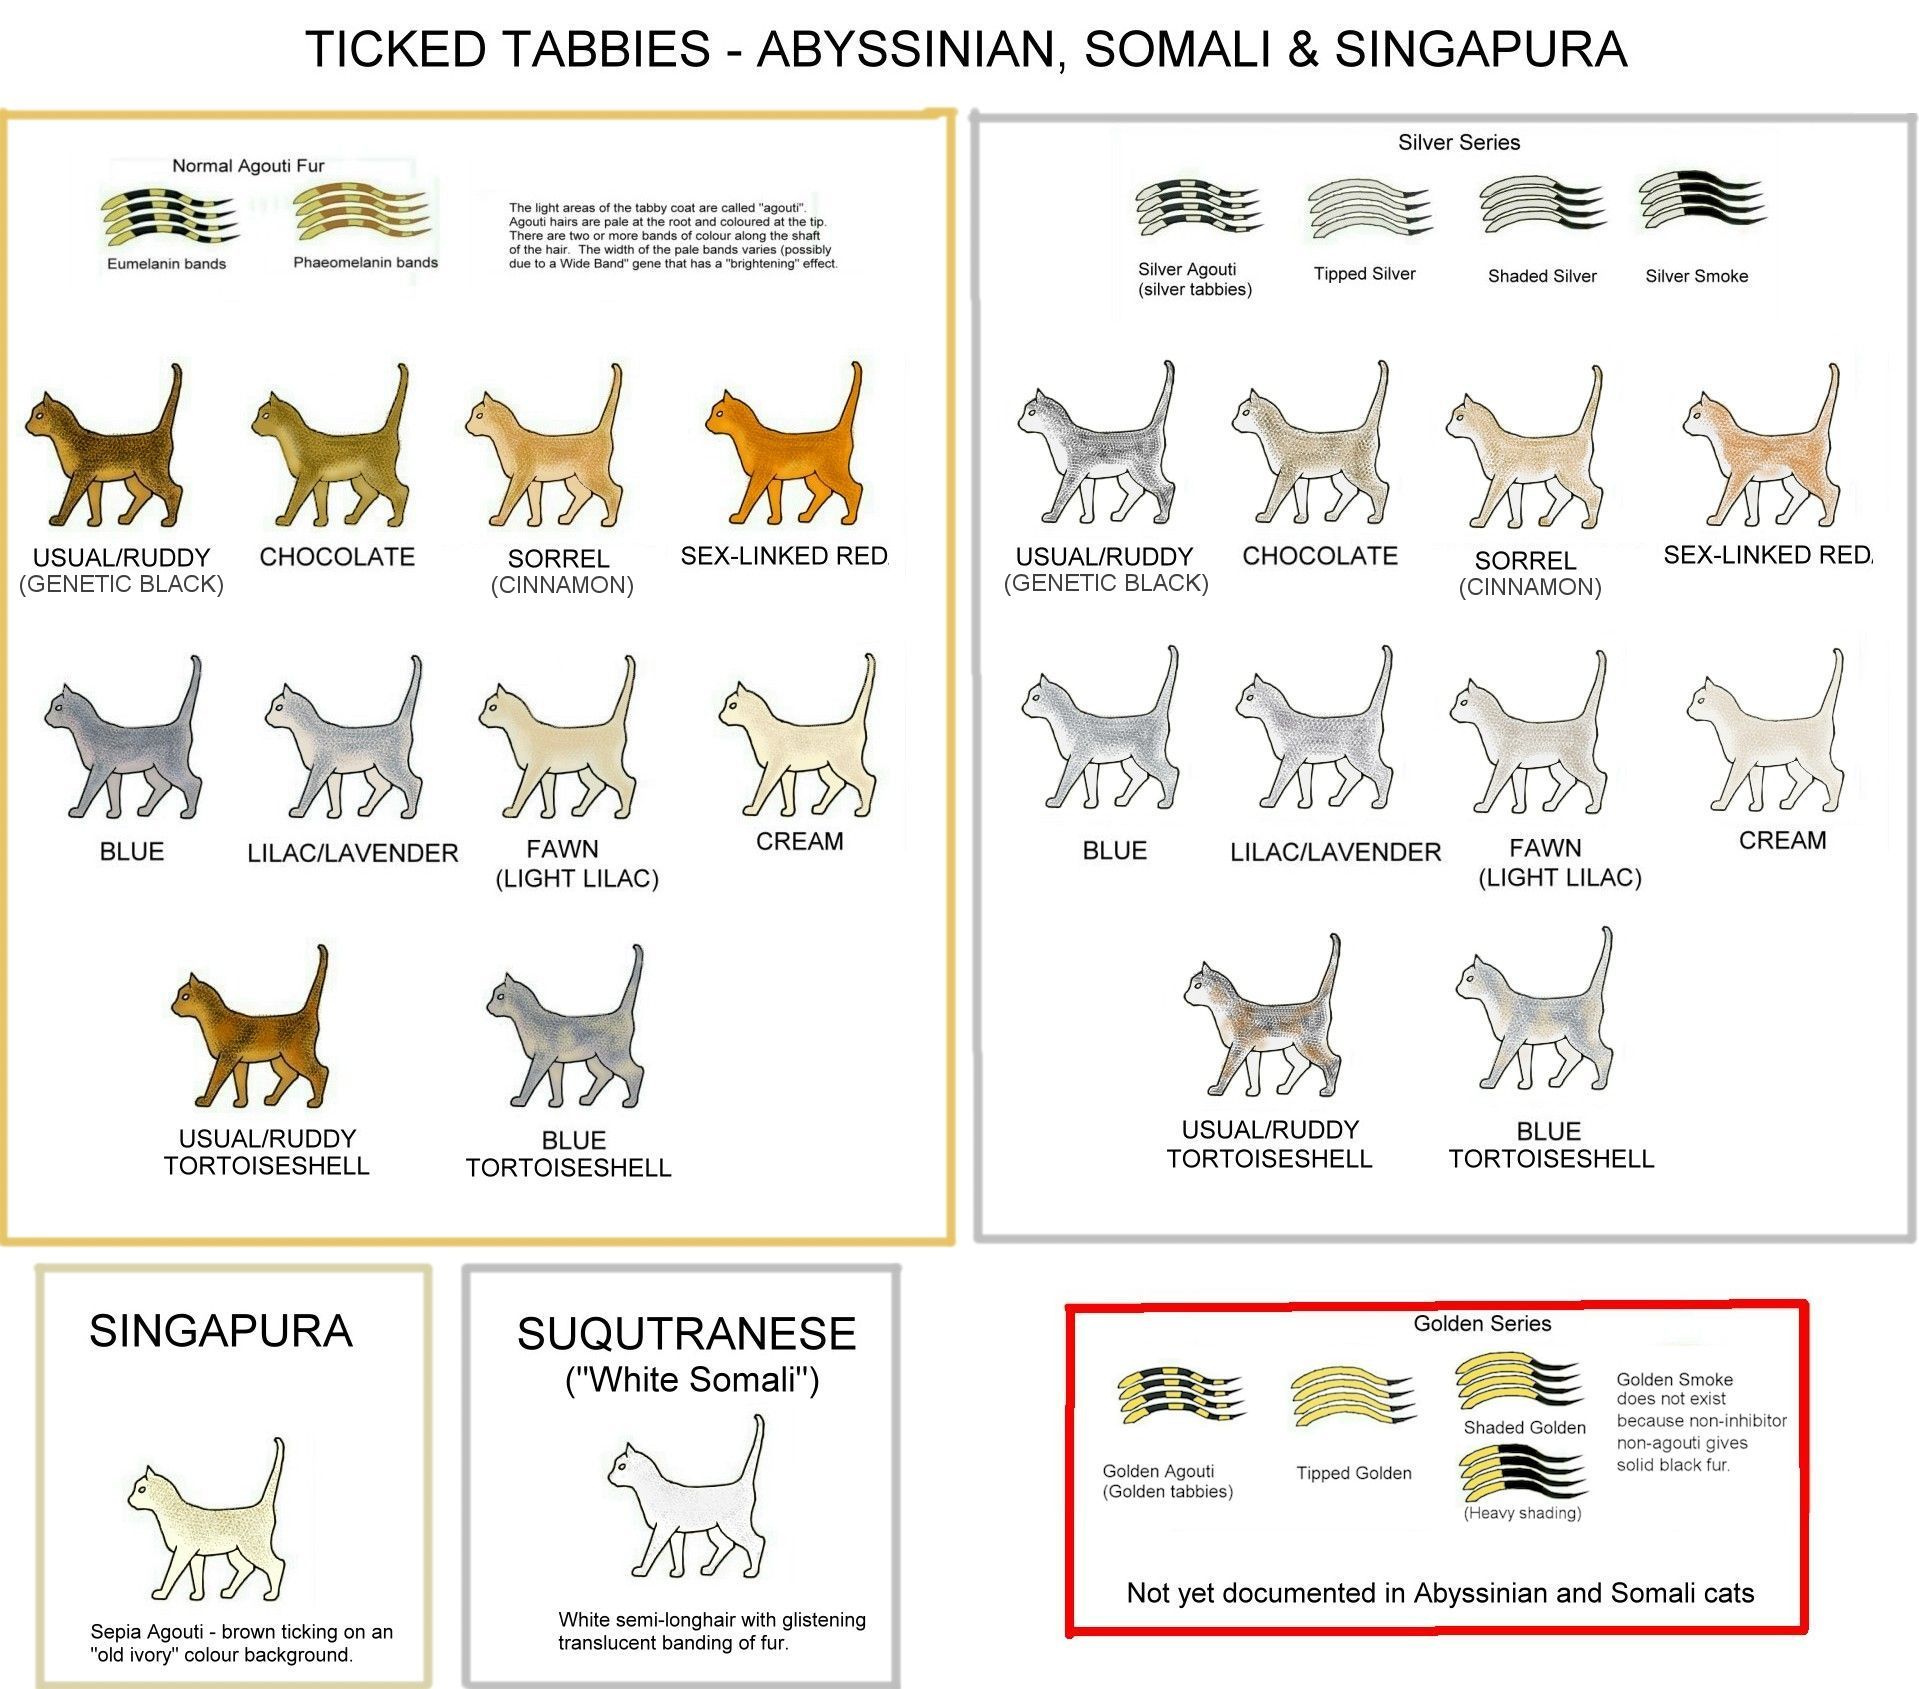 TICKED TABBIES - ABYSSINIAN, SOMALI & SINGAPURA
Normal Agouti Fur
Eumelanin bands
Phaeomelanin bands
The light areas of the tabby coat are called "agouti".
Agouti hairs are pale at the root and coloured at the tip.
There are two or more bands of colour along the shaft
of the hair. The width of the pale bands varies (possibly
due to a Wide Band" gene that has a "brightening" effect.
USUAL/RUDDY
(GENETIC BLACK)
CHOCOLATE
SORREL
(CINNAMON)
SEX-LINKED RED
BLUE
LILAC/LAVENDER
FAWN
(LIGHT LILAC)
CREAM
USUAL/RUDDY
TORTOISESHELL
BLUE
TORTOISESHELL
Silver Series
Silver Agouti
(silver tabbies)
Tipped Silver
Shaded Silver
Silver Smoke
USUAL/RUDDY
(GENETIC BLACK)
CHOCOLATE
SORREL
(CINNAMON)
SEX-LINKED RED
BLUE
LILAC/LAVENDER
FAWN
(LIGHT LILAC)
CREAM
USUAL/RUDDY
TORTOISESHELL
BLUE
TORTOISESHELL
SINGAPURA
Sepia Agouti - brown ticking on an
"old ivory" colour background.
SUQUTRANESE
("White Somali")
White semi-longhair with glistening
translucent banding of fur.
Golden Series
Golden Agouti
(Golden tabbies)
Tipped Golden
Shaded Golden
(Heavy shading)
Golden Smoke
does not exist
because non-inhibitor
non-agouti gives
solid black fur.
Not yet documented in Abyssinian and Somali cats